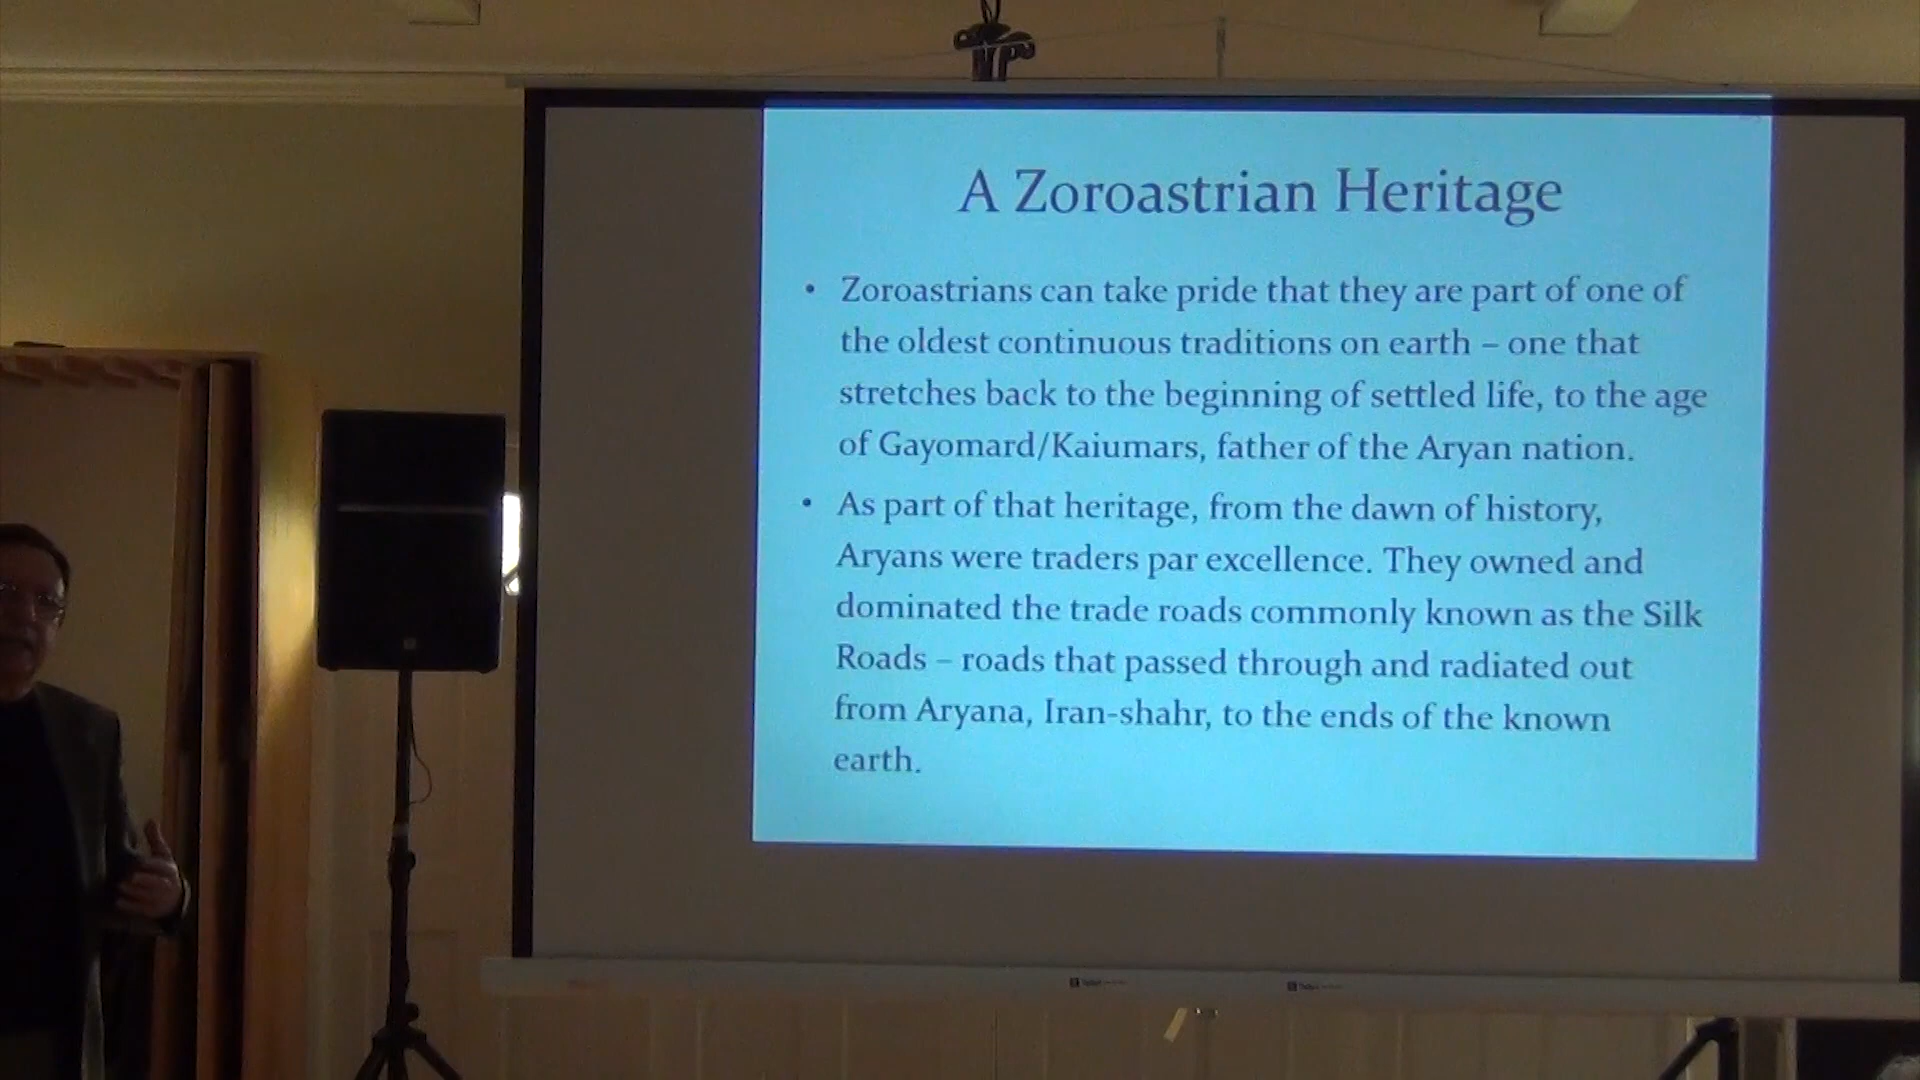 A Zoroastrian Heritage
• Zoroastrians can take pride that they are part of one of
the oldest continuous traditions on earth – one that
stretches back to the beginning of settled life, to the age
of Gayomard/Kaiumars, father of the Aryan nation.
• As part of that heritage, from the dawn of history,
Aryans were traders par excellence. They owned and
dominated the trade roads commonly known as the Silk
Roads – roads that passed through and radiated out
from Aryana, Iran-shahr, to the ends of the known
earth.